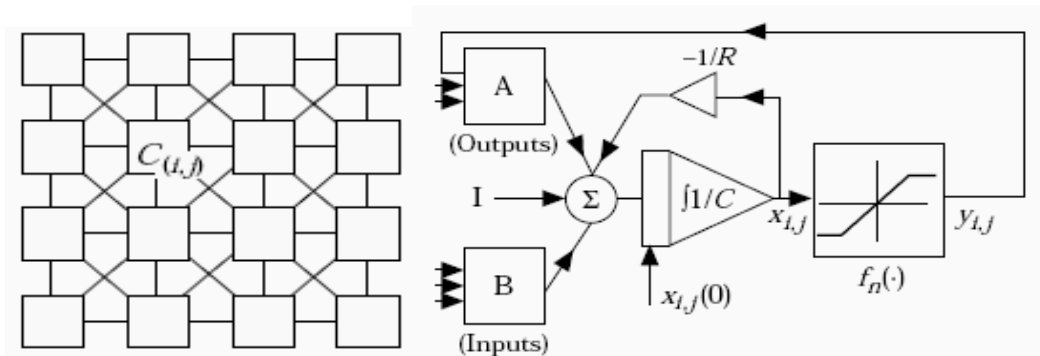 C(i,j)
A
(Outputs)
−1/R
I
Σ
∫1/C
x_{i,j}
y_{i,j}
f_n(·)
B
(Inputs)
x_{i,j}(0)